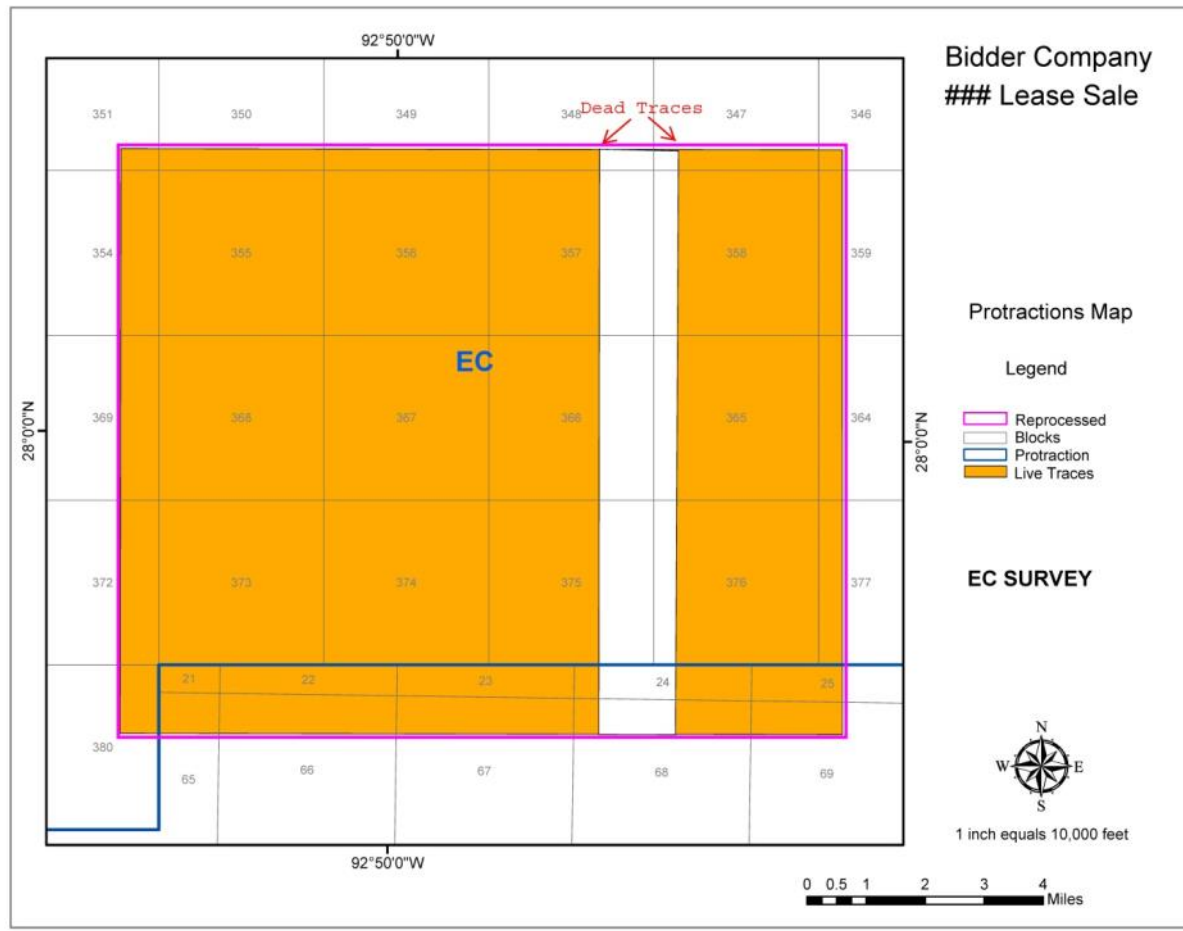 92°50'0"W
Bidder Company
### Lease Sale
351
350
349
348
Dead Traces
347
346
354
355
356
357
358
359
EC
Protractions Map
Legend
Reprocessed
Blocks
Protraction
Live Traces
28°0'0"N
369
368
367
366
365
364
28°0'0"N
372
373
374
375
376
377
EC SURVEY
21
22
23
24
25
380
65
66
67
68
69
N
W E
S
1 inch equals 10,000 feet
92°50'0"W
0 0.5 1 2 3 4
Miles